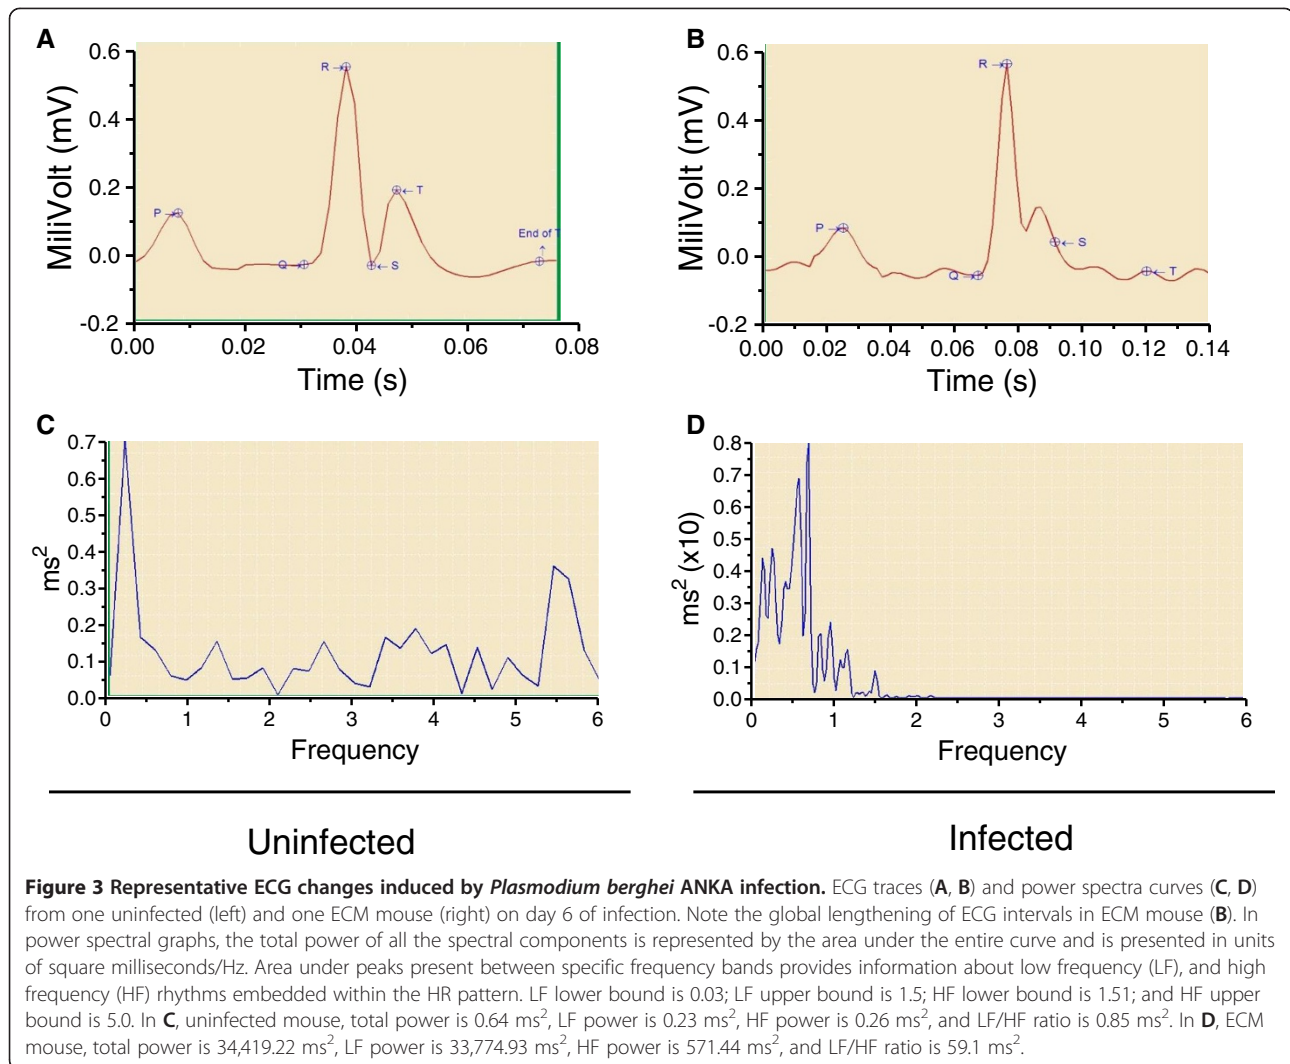 A
0.6
0.4
0.2
0.0
-0.2
MiliVolt (mV)
P
Q
R
S
T
End of T
0.00 0.02 0.04 0.06 0.08
Time (s)
B
0.6
0.4
0.2
0.0
-0.2
MiliVolt (mV)
P
Q
R
S
T
0.00 0.02 0.04 0.06 0.08 0.10 0.12 0.14
Time (s)
C
0.7
0.6
0.5
0.4
0.3
0.2
0.1
0.0
ms²
0 1 2 3 4 5 6
Frequency
D
0.8
0.7
0.6
0.5
0.4
0.3
0.2
0.1
0.0
ms² (x10)
0 1 2 3 4 5 6
Frequency
Uninfected
Infected
Figure 3 Representative ECG changes induced by Plasmodium berghei ANKA infection. ECG traces (A, B) and power spectra curves (C, D)
from one uninfected (left) and one ECM mouse (right) on day 6 of infection. Note the global lengthening of ECG intervals in ECM mouse (B). In
power spectral graphs, the total power of all the spectral components is represented by the area under the entire curve and is presented in units
of square milliseconds/Hz. Area under peaks present between specific frequency bands provides information about low frequency (LF), and high
frequency (HF) rhythms embedded within the HR pattern. LF lower bound is 0.03; LF upper bound is 1.5; HF lower bound is 1.51; and HF upper
bound is 5.0. In C, uninfected mouse, total power is 0.64 ms², LF power is 0.23 ms², HF power is 0.26 ms², and LF/HF ratio is 0.85 ms². In D, ECM
mouse, total power is 34,419.22 ms², LF power is 33,774.93 ms², HF power is 571.44 ms², and LF/HF ratio is 59.1 ms².